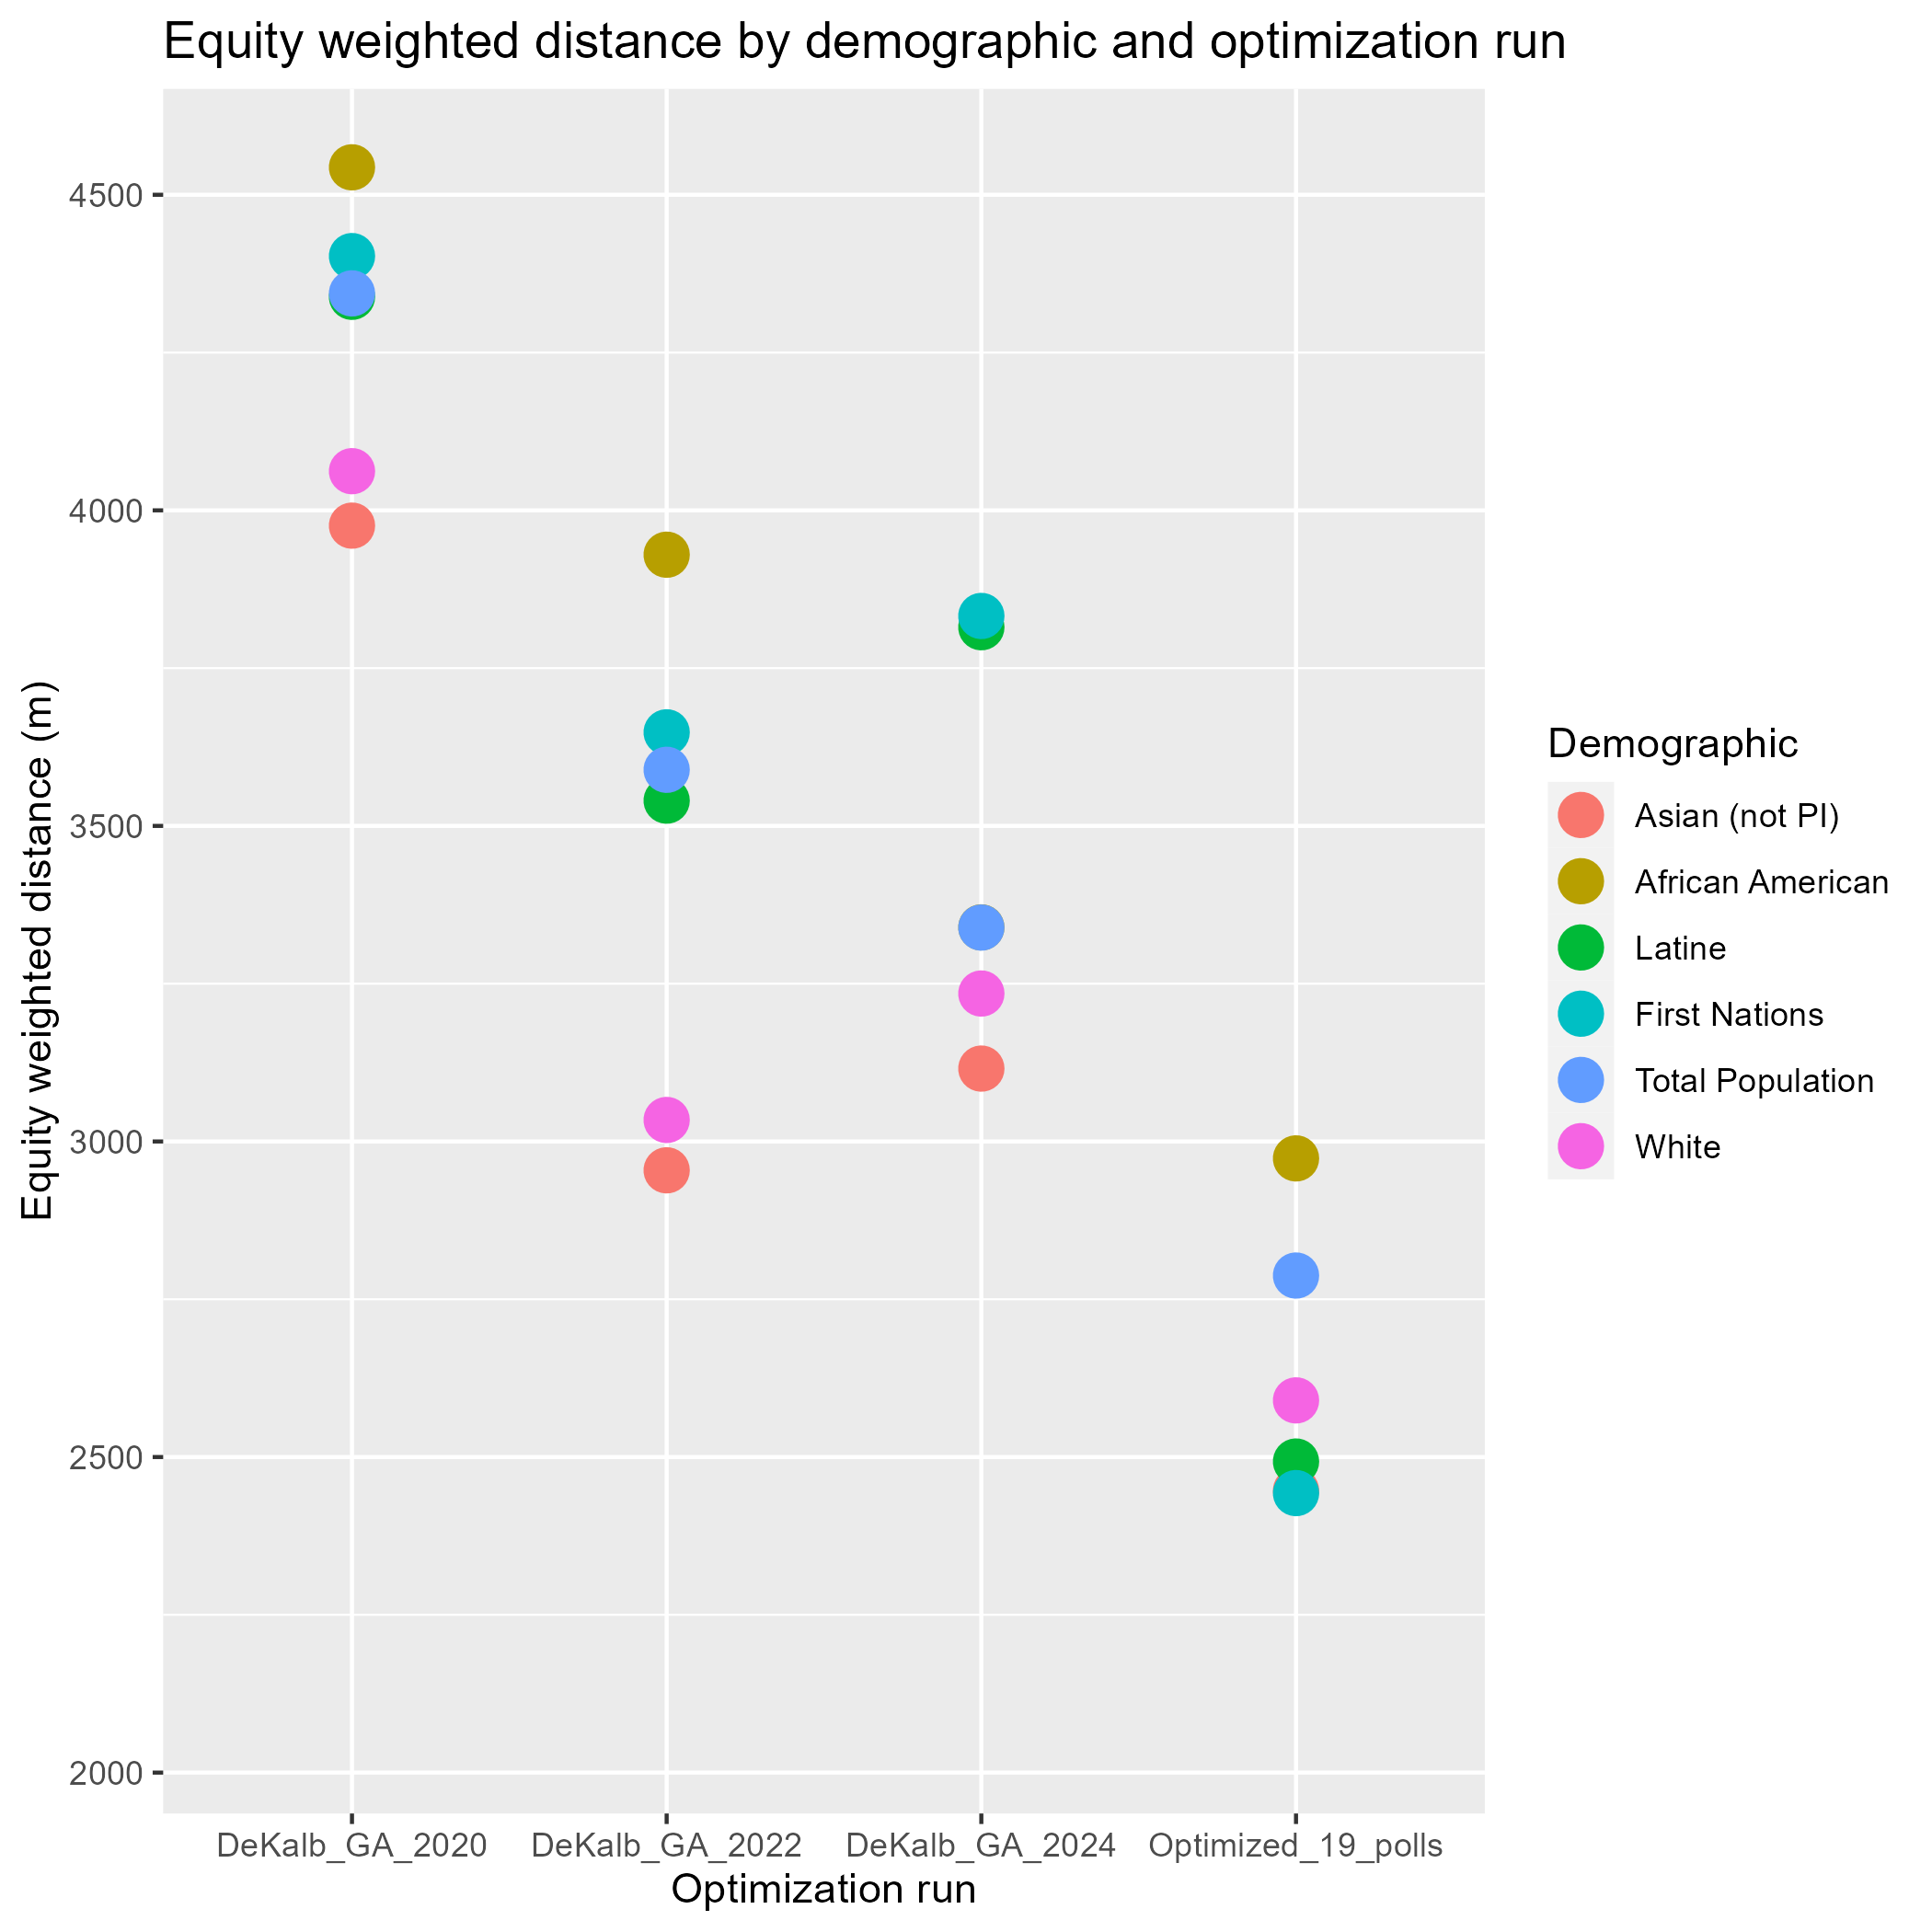 Equity weighted distance by demographic and optimization run
Equity weighted distance (m)
4500
4000
3500
3000
2500
2000
DeKalb_GA_2020
DeKalb_GA_2022
DeKalb_GA_2024
Optimized_19_polls
Optimization run
Demographic
Asian (not PI)
African American
Latine
First Nations
Total Population
White